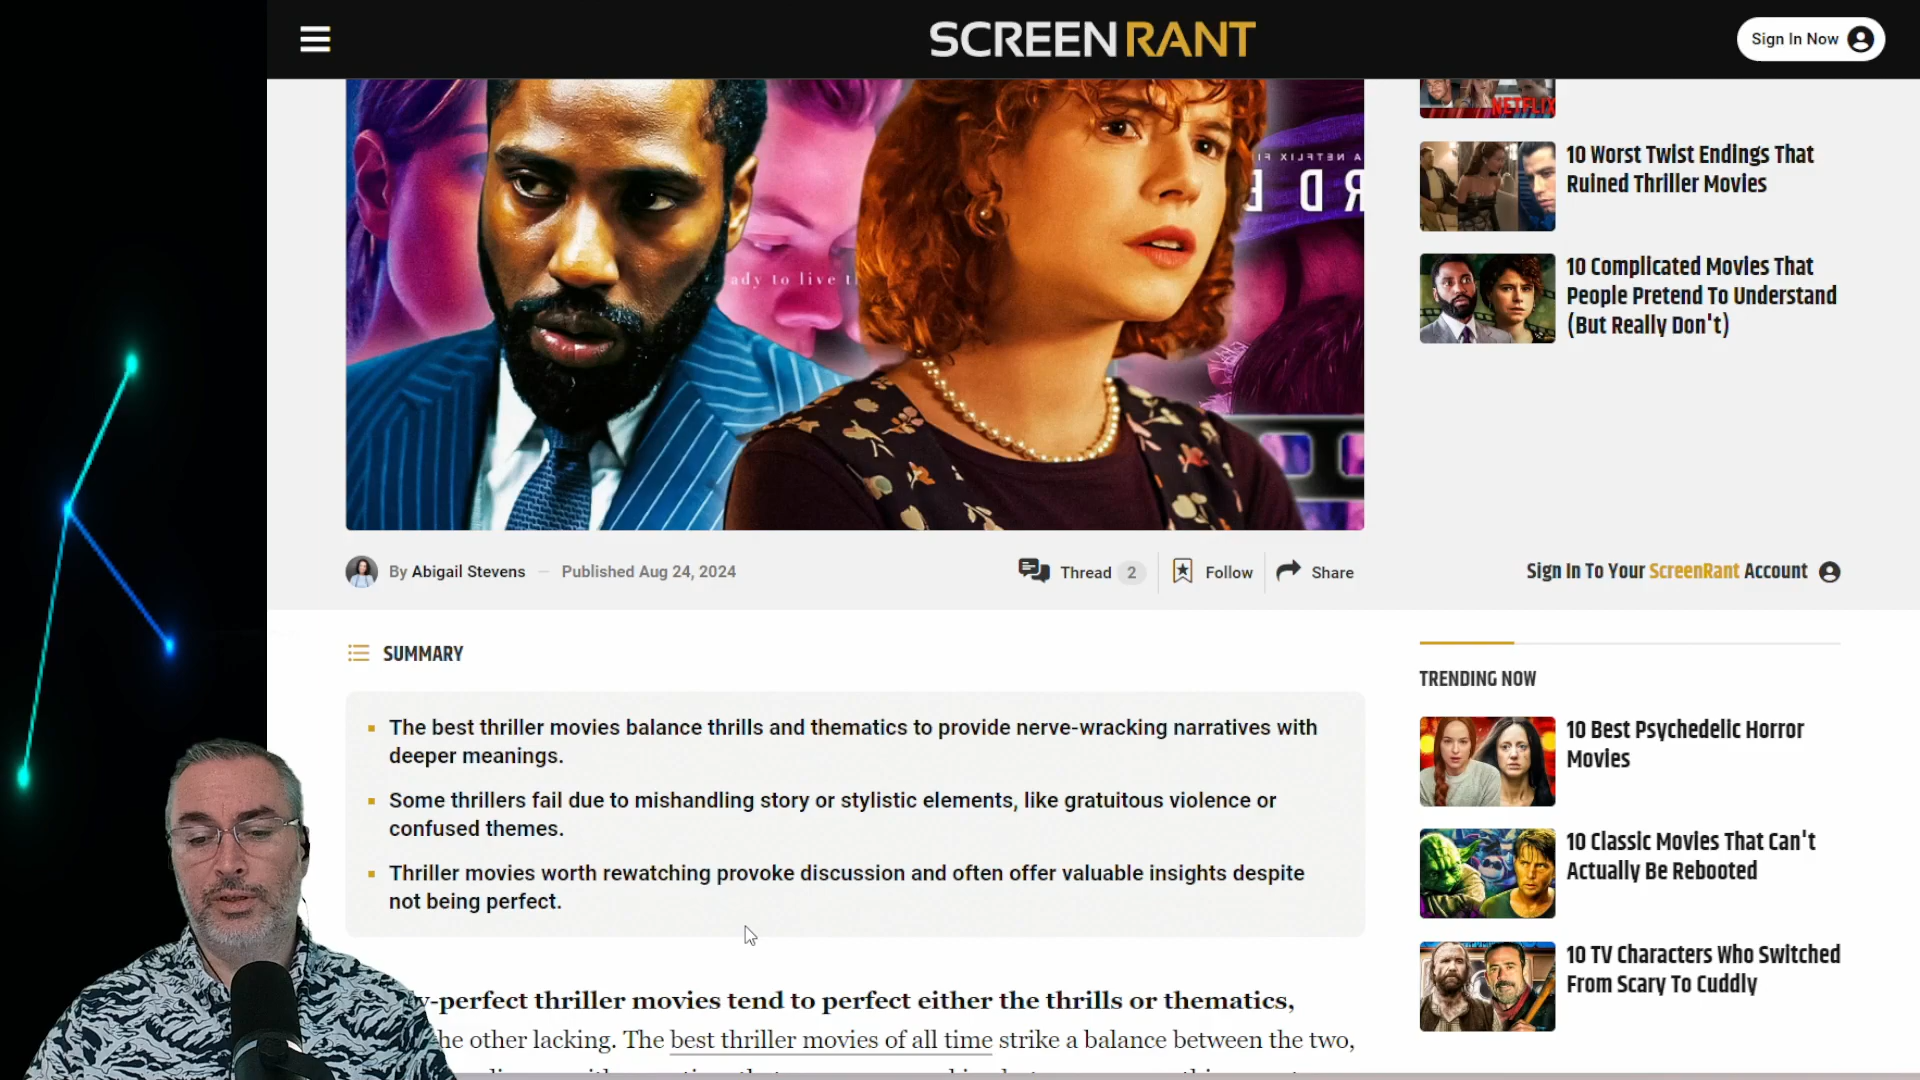 SCREENRANT
Sign In Now
A NETFLIX FI
ady to live t
NETFLIX
10 Worst Twist Endings That
Ruined Thriller Movies
10 Complicated Movies That
People Pretend To Understand
(But Really Don't)
By Abigail Stevens — Published Aug 24, 2024
Thread 2
Follow
Share
Sign In To Your ScreenRant Account
SUMMARY
The best thriller movies balance thrills and thematics to provide nerve-wracking narratives with
deeper meanings.
Some thrillers fail due to mishandling story or stylistic elements, like gratuitous violence or
confused themes.
Thriller movies worth rewatching provoke discussion and often offer valuable insights despite
not being perfect.
-perfect thriller movies tend to perfect either the thrills or thematics,
he other lacking. The best thriller movies of all time strike a balance between the two,
TRENDING NOW
10 Best Psychedelic Horror
Movies
10 Classic Movies That Can't
Actually Be Rebooted
10 TV Characters Who Switched
From Scary To Cuddly